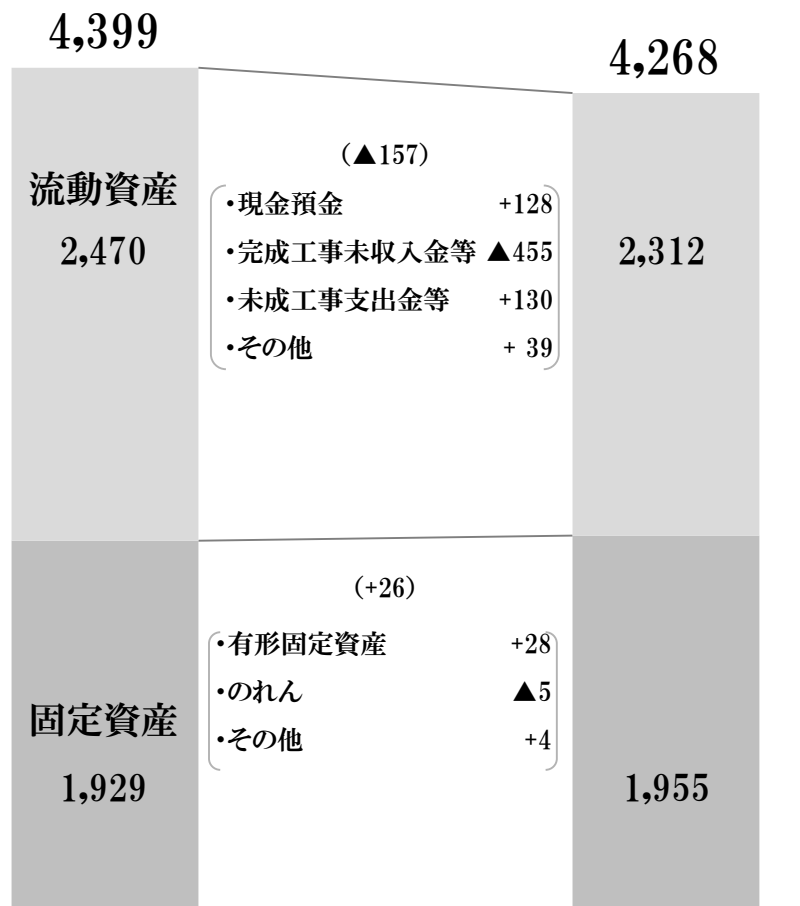 4,399
4,268
(▲157)
流動資産
2,470
2,312
・現金預金 +128
・完成工事未収入金等 ▲455
・未成工事支出金等 +130
・その他 + 39
(+26)
・有形固定資産 +28
・のれん ▲5
・その他 +4
固定資産
1,929
1,955